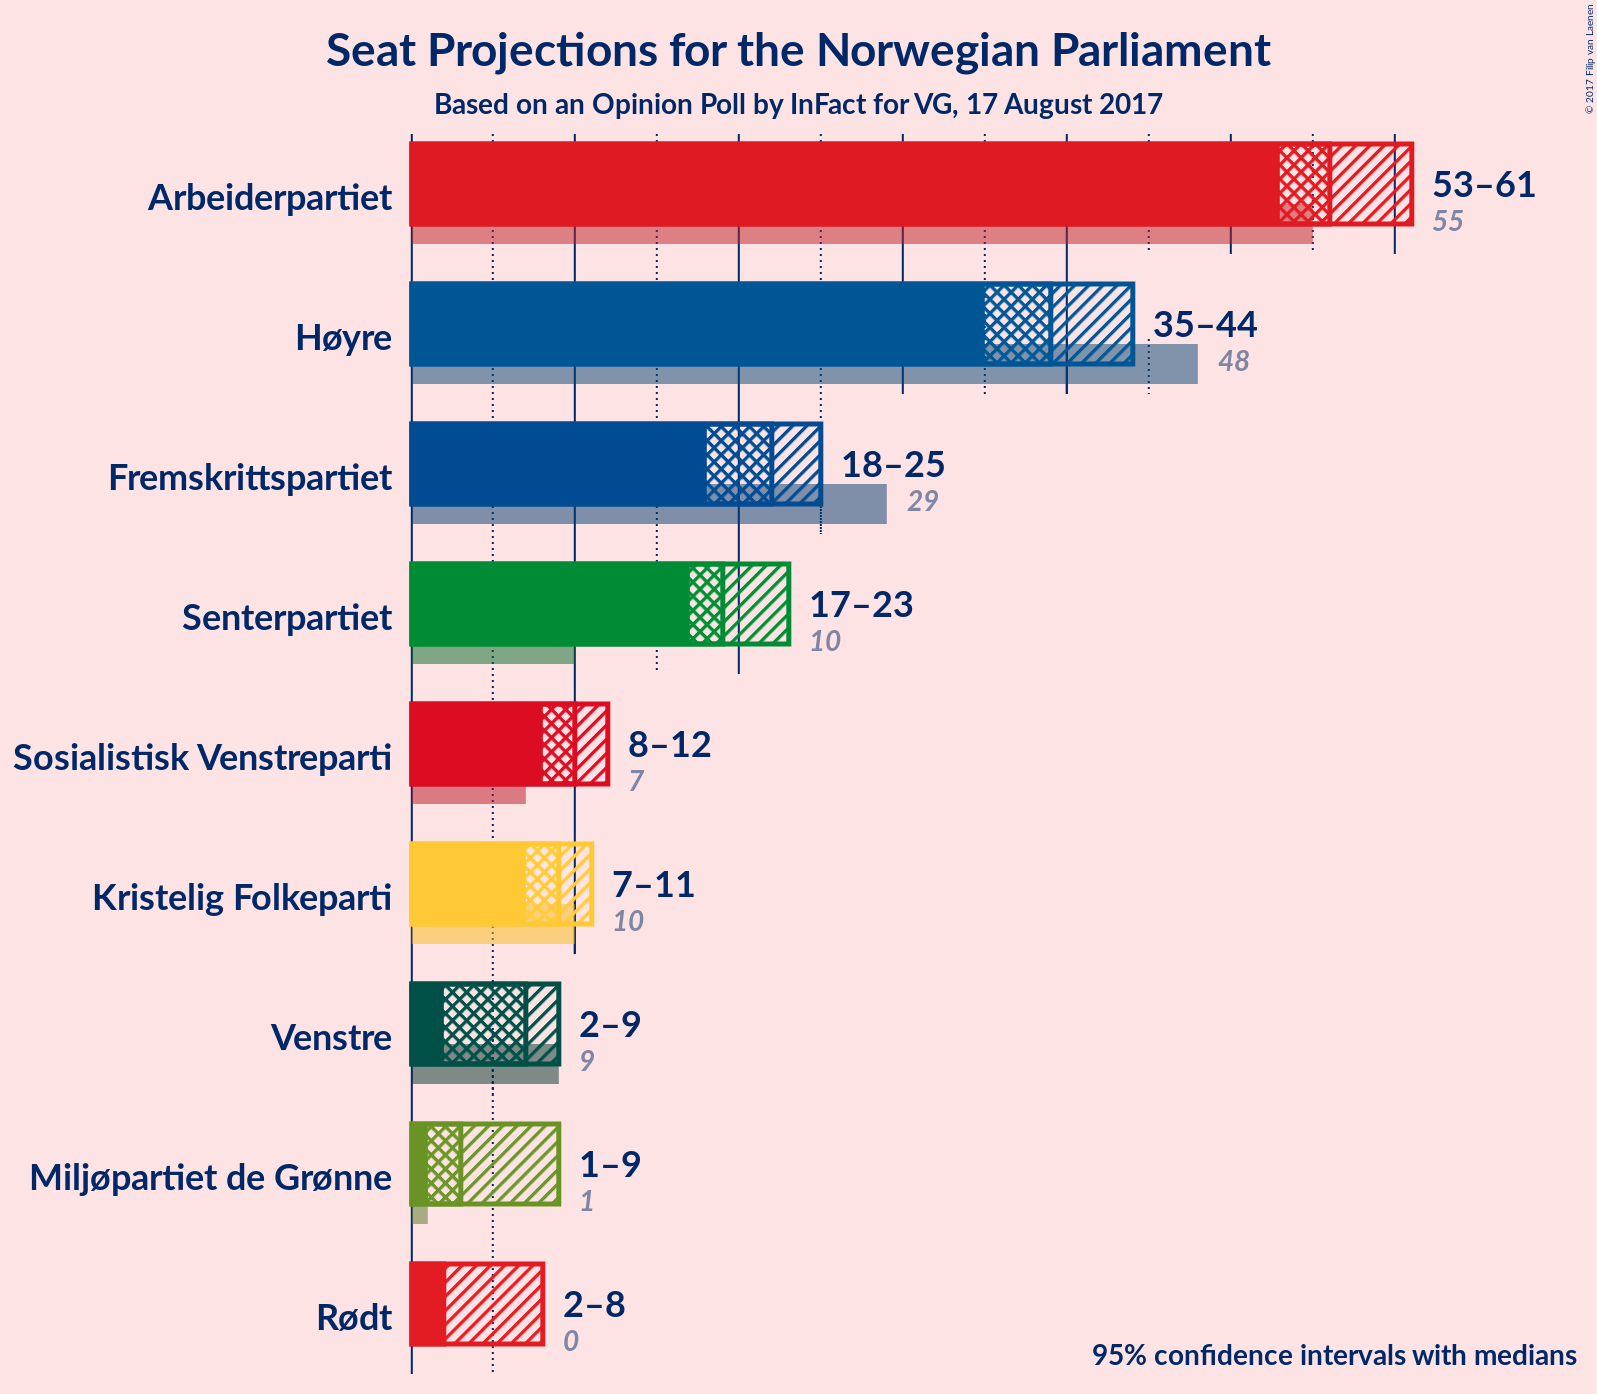 Seat Projections for the Norwegian Parliament
Based on an Opinion Poll by InFact for VG, 17 August 2017
© 2017 Filip van Laenen
Arbeiderpartiet
53–61
55
Høyre
35–44
48
Fremskrittspartiet
18–25
29
Senterpartiet
17–23
10
Sosialistisk Venstreparti
8–12
7
Kristelig Folkeparti
7–11
10
Venstre
2–9
9
Miljøpartiet de Grønne
1–9
1
Rødt
2–8
0
95% confidence intervals with medians